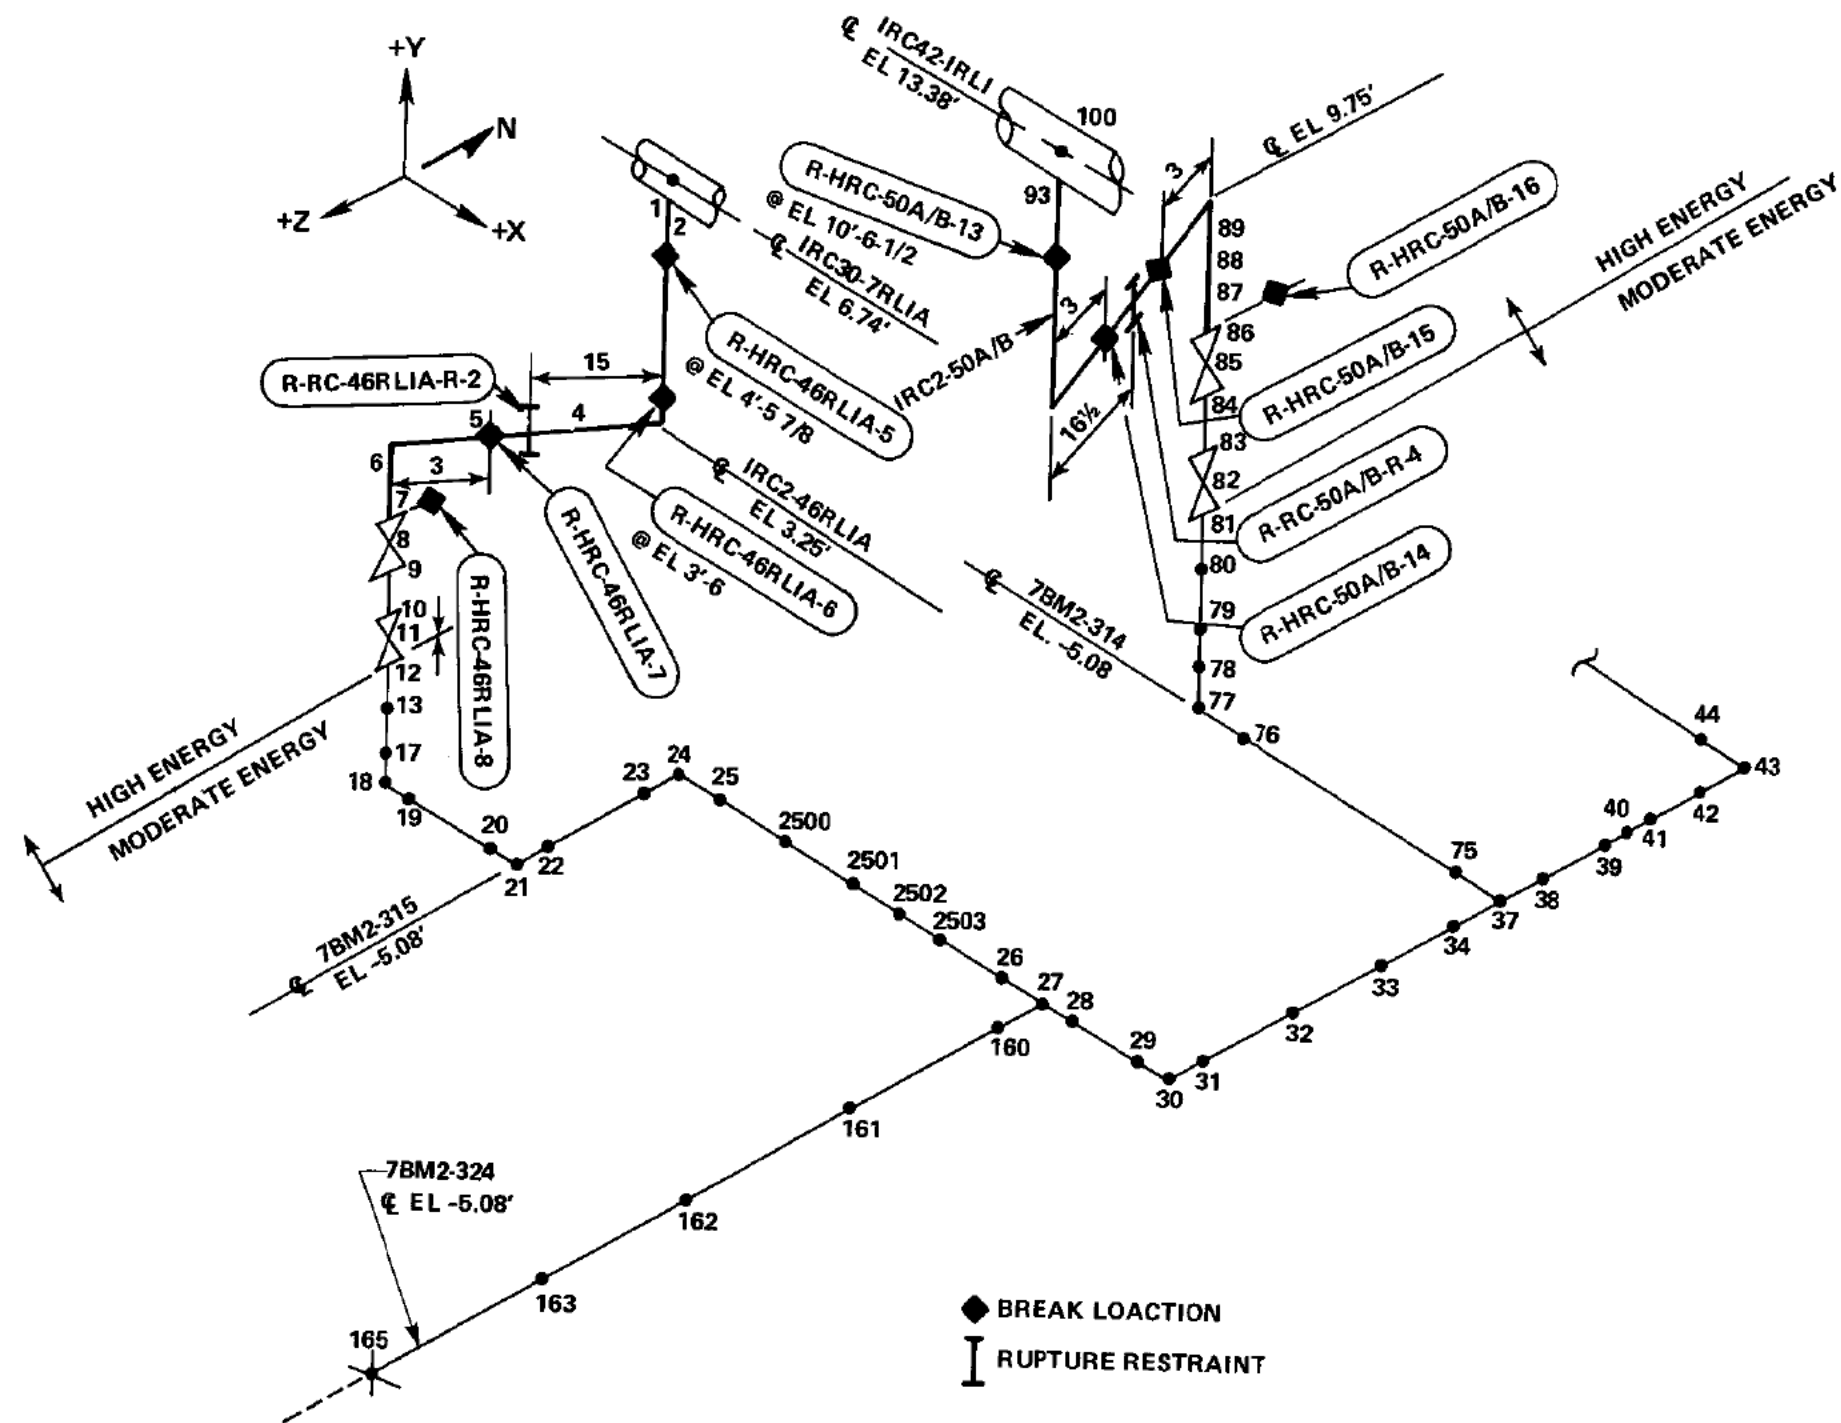 +Y
N
+Z
+X
℄ IRC42-IRLI
EL 13.38'
100
93
1
2
R-HRC-50A/B-13
@ EL 10'-6-1/2
℄ IRC30-7RLIA
EL 6.74'
3
℄ EL 9.75'
89
88
87
86
85
84
83
82
81
80
79
78
77
76
R-HRC-50A/B-16
HIGH ENERGY
MODERATE ENERGY
R-HRC-50A/B-15
R-RC-50A/B-R-4
R-HRC-50A/B-14
3
16½
IRC2-50A/B
R-HRC-46RLIA-5
@ EL 4'-5 7/8
R-RC-46RLIA-R-2
15
5
4
6
3
7
8
9
10
11
12
13
17
18
19
20
21
22
23
24
25
℄ IRC2-46RLIA
EL 3.25'
R-HRC-46RLIA-6
@ EL 3'-6
R-HRC-46RLIA-7
R-HRC-46RLIA-8
HIGH ENERGY
MODERATE ENERGY
℄ 7BM2-314
EL. -5.08
℄ 7BM2-315
EL -5.08'
2500
2501
2502
2503
26
27
28
29
30
31
32
33
34
37
38
39
40
41
42
43
44
75
160
161
162
163
165
7BM2-324
℄ EL -5.08'
BREAK LOACTION
RUPTURE RESTRAINT